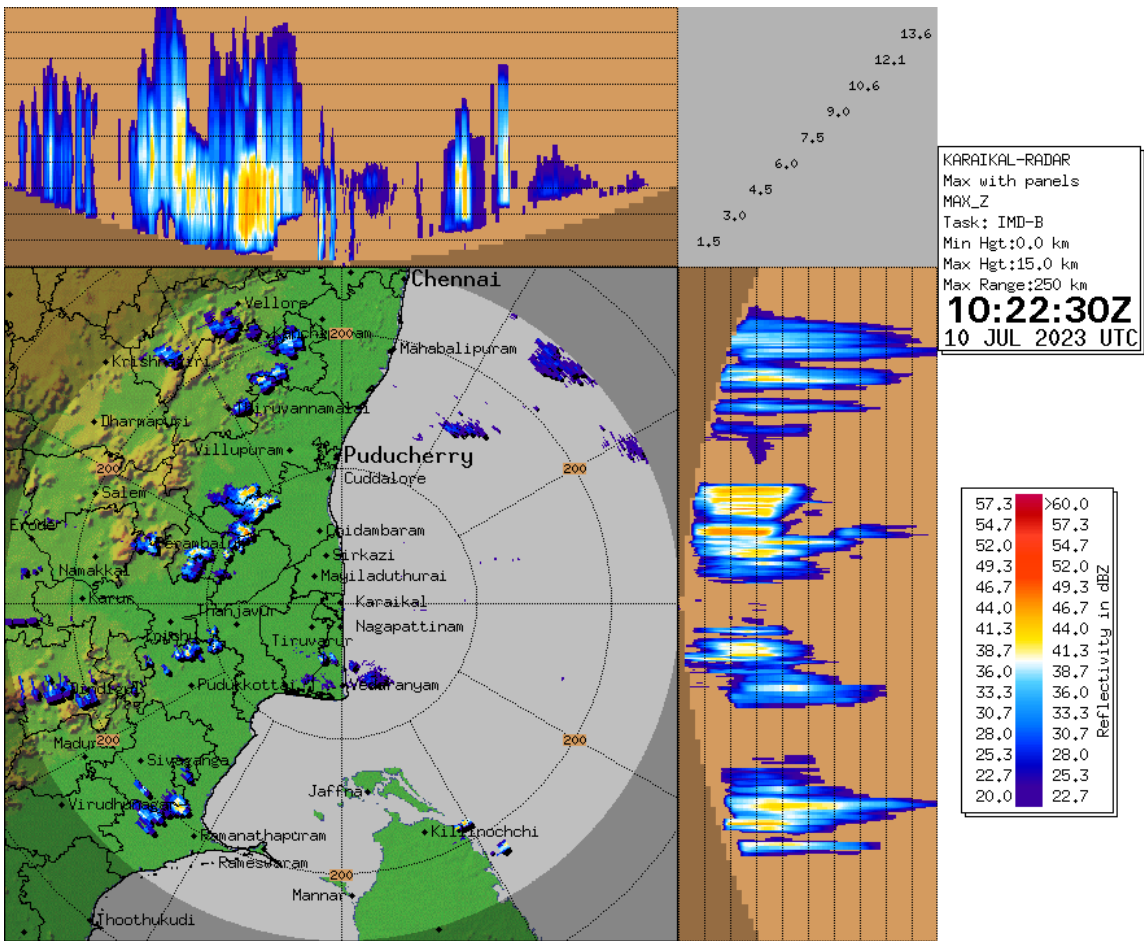 13.6
12.1
10.6
9.0
7.5
6.0
4.5
3.0
1.5
KARAIKAL-RADAR
Max with panels
MAX_Z
Task: IMD-B
Min Hgt:0.0 km
Max Hgt:15.0 km
Max Range:250 km
10:22:30Z
10 JUL 2023 UTC
Chennai
Vellore
200
Mahabalipuram
Krishnagiri
Thiruvannamalai
Dharmapuri
Villupuram
Puducherry
200
200
Cuddalore
Salem
Erode
Chidambaram
Sirkazi
Namakkal
Mayiladuthurai
Karur
Karaikal
Thanjavur
Nagapattinam
Tiruvarur
Pudukkottai
Vedaranyam
Dindigul
200
200
Madurai
Sivaganga
Jaffna
Virudhunagar
Killinochchi
Ramanathapuram
Rameswaram
200
Mannar
Thoothukudi
57.3 >60.0
54.7 57.3
52.0 54.7
49.3 52.0
46.7 49.3
44.0 46.7
41.3 44.0
38.7 41.3
36.0 38.7
33.3 36.0
30.7 33.3
28.0 30.7
25.3 28.0
22.7 25.3
20.0 22.7
Reflectivity in dBZ